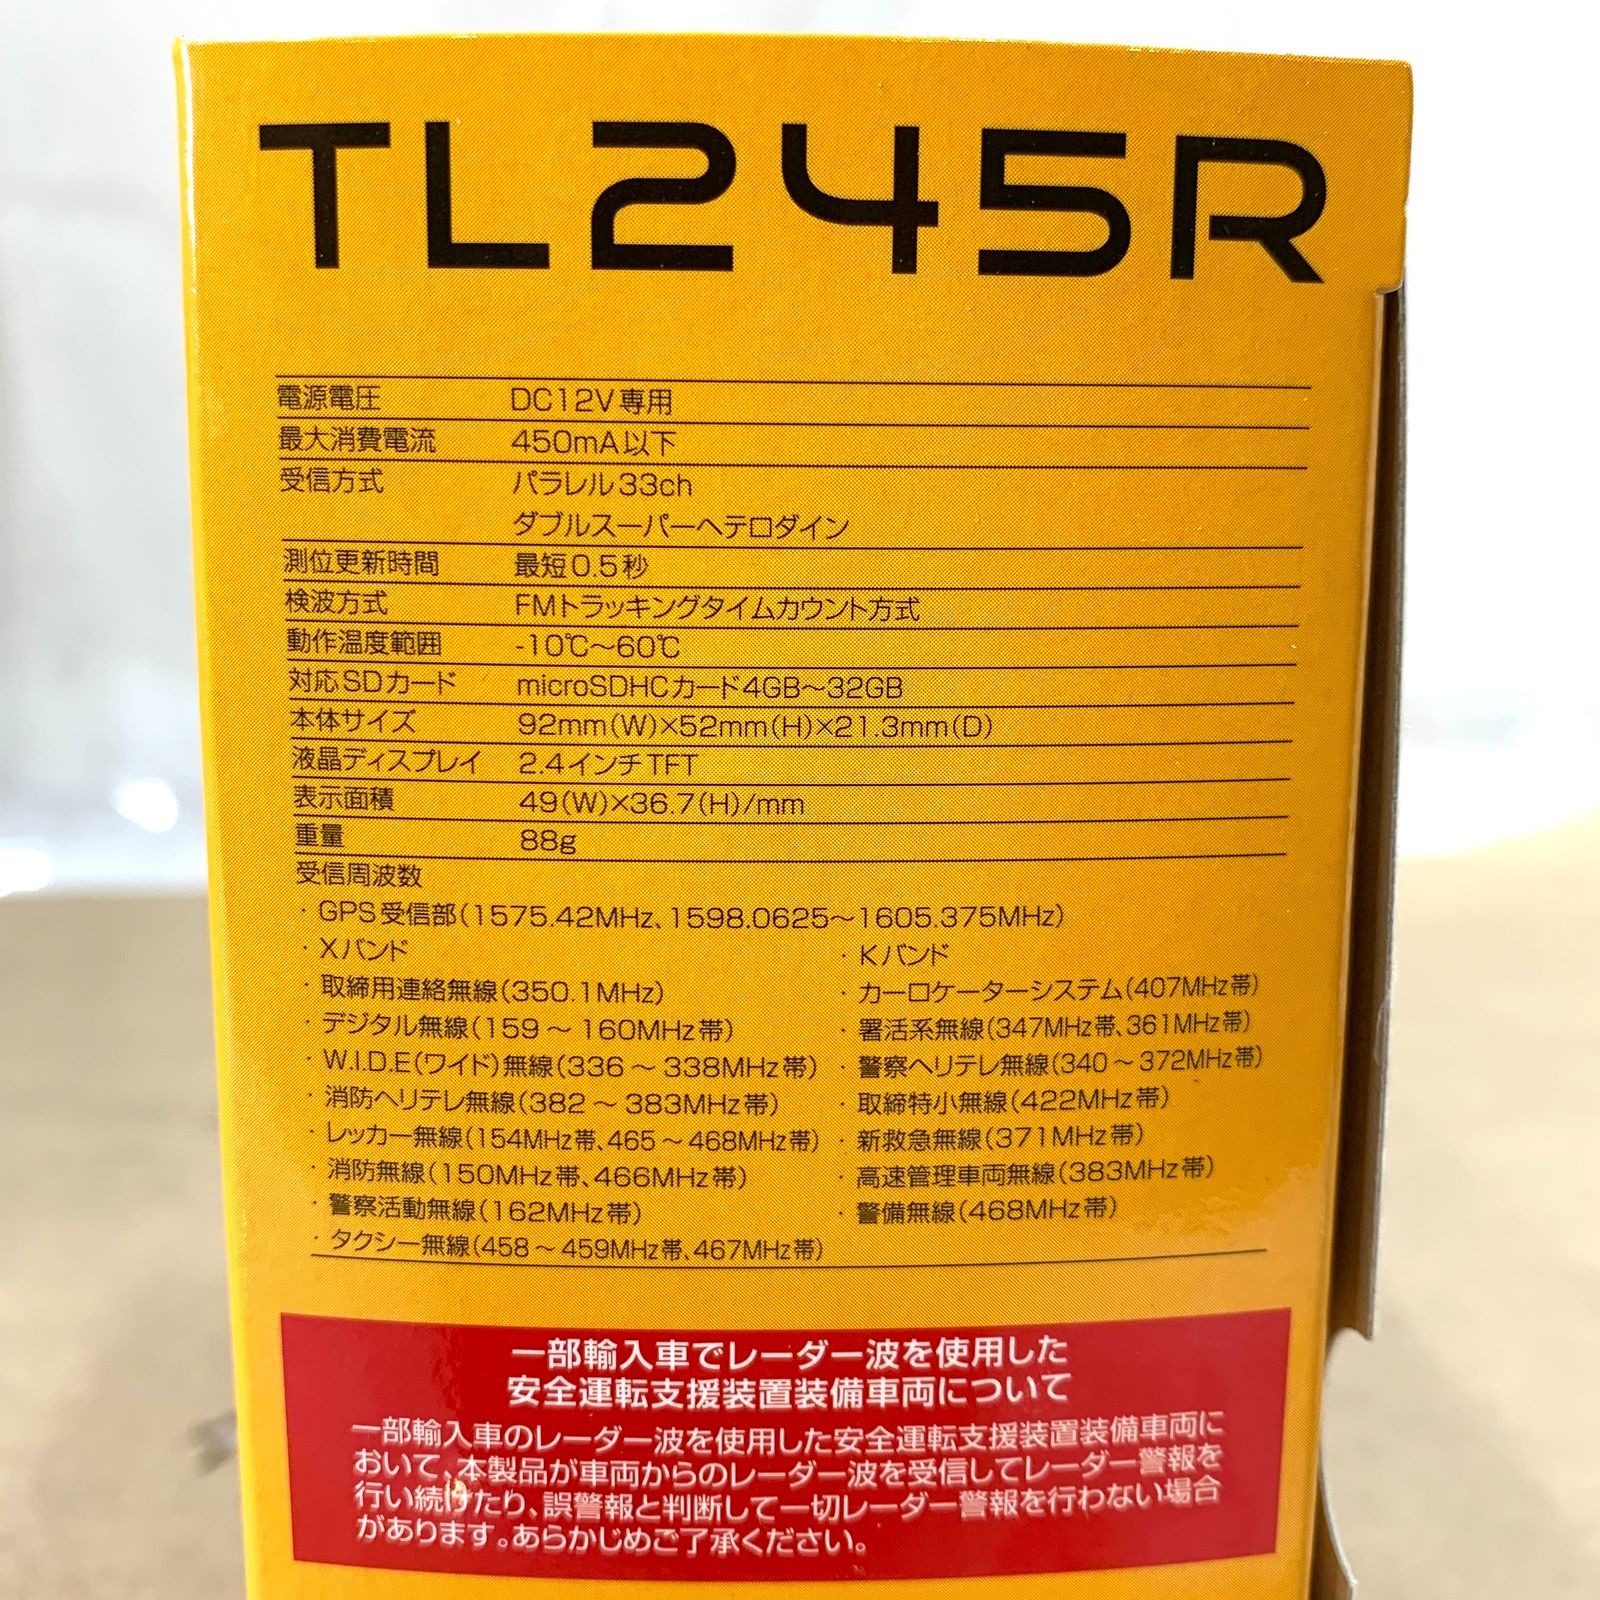 TL245R
電源電圧 DC12V専用
最大消費電流 450mA以下
受信方式 パラレル33ch
ダブルスーパーヘテロダイン
測位更新時間 最短0.5秒
検波方式 FMトラッキングタイムカウント方式
動作温度範囲 -10℃～60℃
対応SDカード microSDHCカード4GB～32GB
本体サイズ 92mm(W)×52mm(H)×21.3mm(D)
液晶ディスプレイ 2.4インチTFT
表示面積 49(W)×36.7(H)/mm
重量 88g
受信周波数
・GPS受信部(1575.42MHz、1598.0625～1605.375MHz)
・Xバンド ・Kバンド
・取締用連絡無線(350.1MHz) ・カーロケーターシステム(407MHz帯)
・デジタル無線(159～160MHz帯) ・署活系無線(347MHz帯、361MHz帯)
・W.I.D.E(ワイド)無線(336～338MHz帯) ・警察ヘリテレ無線(340～372MHz帯)
・消防ヘリテレ無線(382～383MHz帯) ・取締特小無線(422MHz帯)
・レッカー無線(154MHz帯、465～468MHz帯) ・新救急無線(371MHz帯)
・消防無線(150MHz帯、466MHz帯) ・高速管理車両無線(383MHz帯)
・警察活動無線(162MHz帯) ・警備無線(468MHz帯)
・タクシー無線(458～459MHz帯、467MHz帯)
一部輸入車でレーダー波を使用した
安全運転支援装置装備車両について
一部輸入車のレーダー波を使用した安全運転支援装置装備車両に
おいて、本製品が車両からのレーダー波を受信してレーダー警報を
行い続けたり、誤警報と判断して一切レーダー警報を行わない場合
があります。あらかじめご了承ください。